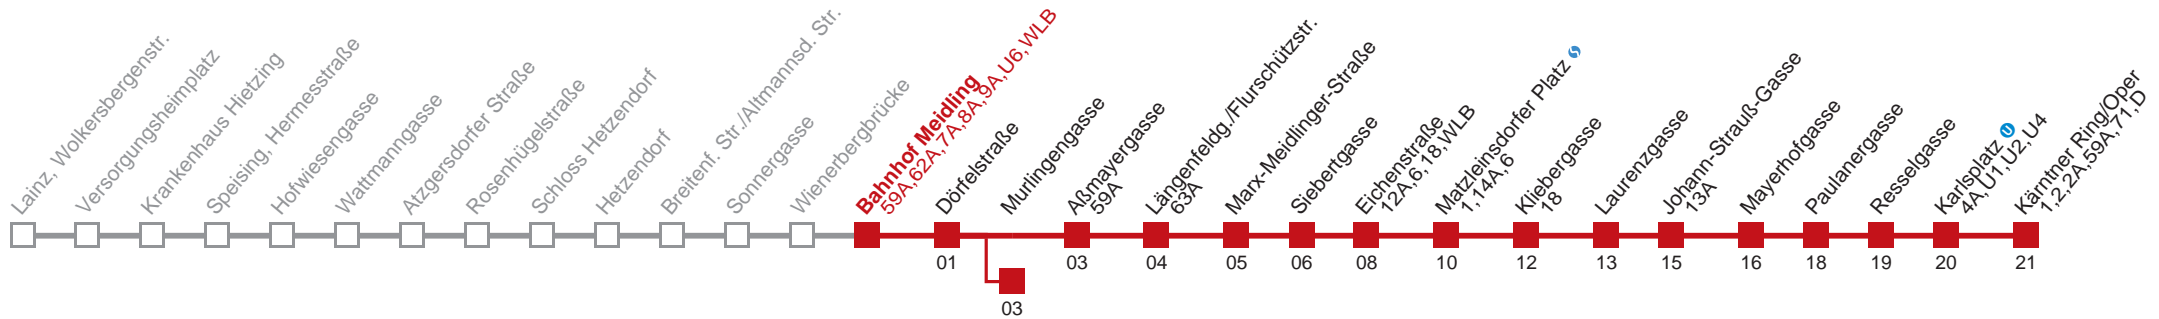 Lainz, Wolkersbergenstr.
Versorgungsheimplatz
Krankenhaus Hietzing
Speising, Hermesstraße
Hofwiesengasse
Wattmanngasse
Atzgersdorfer Straße
Rosenhügelstraße
Schloss Hetzendorf
Hetzendorf
Breitenf. Str./Altmannsd. Str.
Sonnergasse
Wienerbergbrücke
Bahnhof Meidling
59A,62A,7A,8A,9A,U6,WLB
Dörfelstraße
01
Murlingengasse
03
Aßmayergasse
59A
03
Längenfeldg./Flurschützstr.
63A
04
Marx-Meidlinger-Straße
05
Siebertgasse
06
Eichenstraße
12A,6,18,WLB
08
Matzleinsdorfer Platz
1,14A,6
10
Kliebergasse
18
12
Laurenzgasse
13
Johann-Strauß-Gasse
13A
15
Mayerhofgasse
16
Paulanergasse
18
Resselgasse
19
Karlsplatz U
4A,U1,U2,U4
20
Kärntner Ring/Oper
1,2,2A,59A,71,D
21